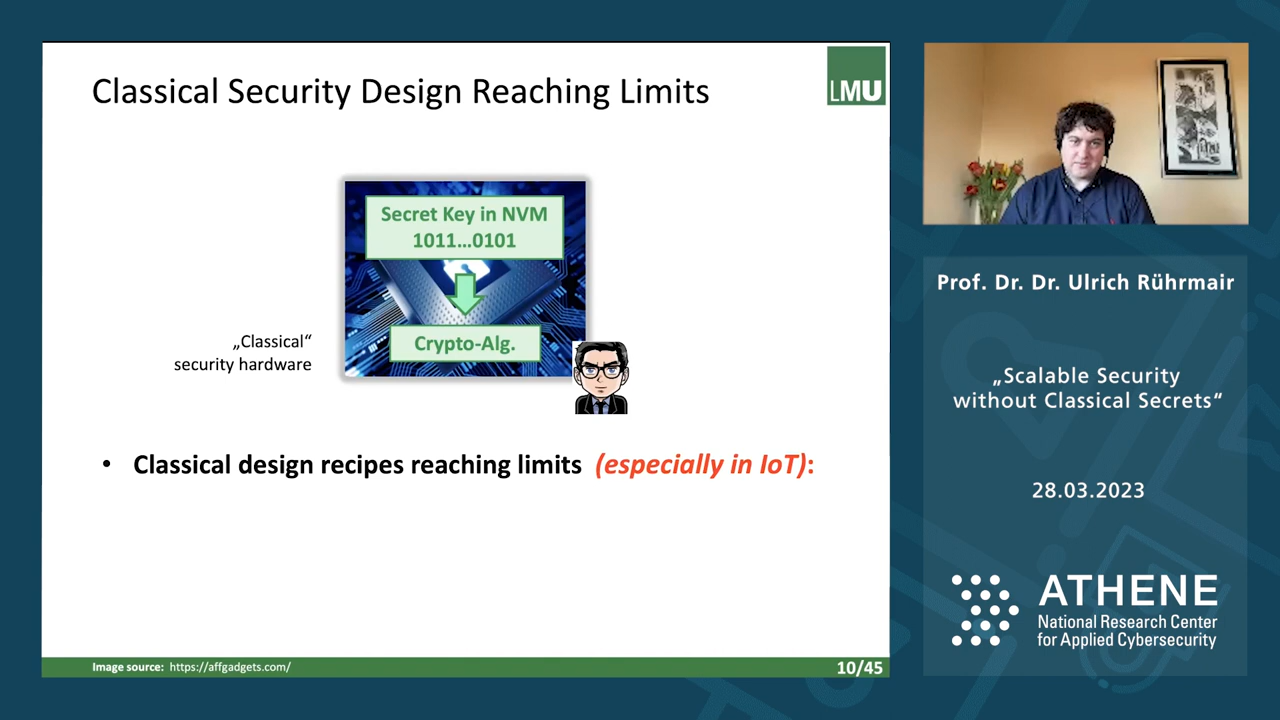 Classical Security Design Reaching Limits
LMU
Secret Key in NVM
1011...0101
Crypto-Alg.
„Classical“
security hardware
• Classical design recipes reaching limits (especially in IoT):
Image source: https://affgadgets.com/
10/45
Prof. Dr. Dr. Ulrich Rührmair
„Scalable Security
without Classical Secrets“
28.03.2023
ATHENE
National Research Center
for Applied Cybersecurity